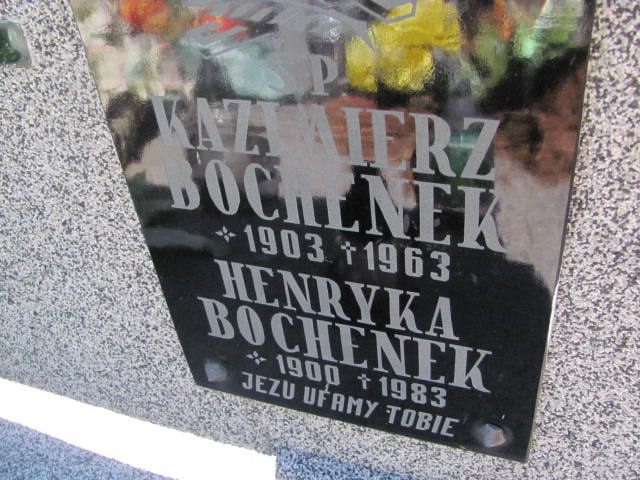 Ś P
KAZIMIERZ
BOCHENEK
✧ 1903 † 1963
HENRYKA
BOCHENEK
✧ 1900 † 1983
JEZU UFAMY TOBIE